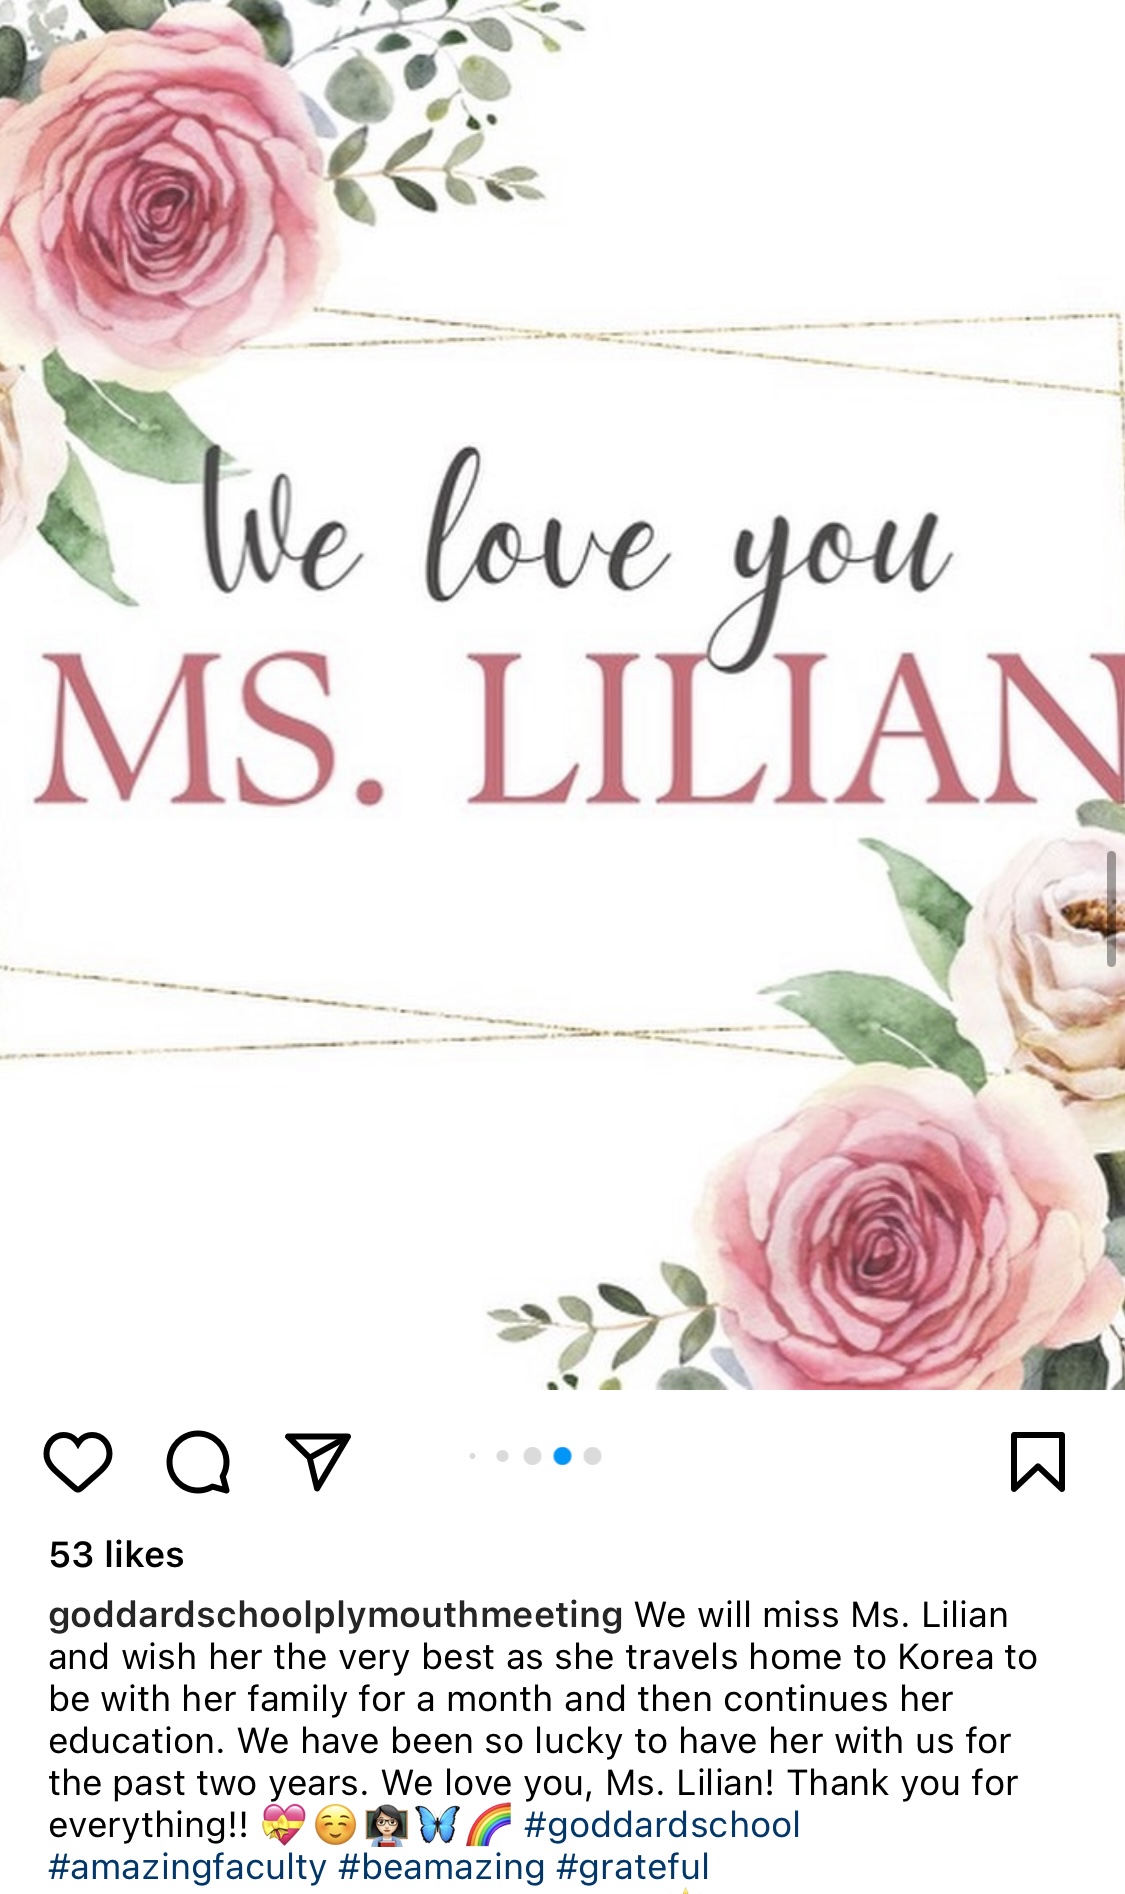 We love you
MS. LILIAN
53 likes
goddardschoolplymouthmeeting We will miss Ms. Lilian
and wish her the very best as she travels home to Korea to
be with her family for a month and then continues her
education. We have been so lucky to have her with us for
the past two years. We love you, Ms. Lilian! Thank you for
everything!! 💝☺️👩🏻‍🏫🦋🌈 #goddardschool
#amazingfaculty #beamazing #grateful